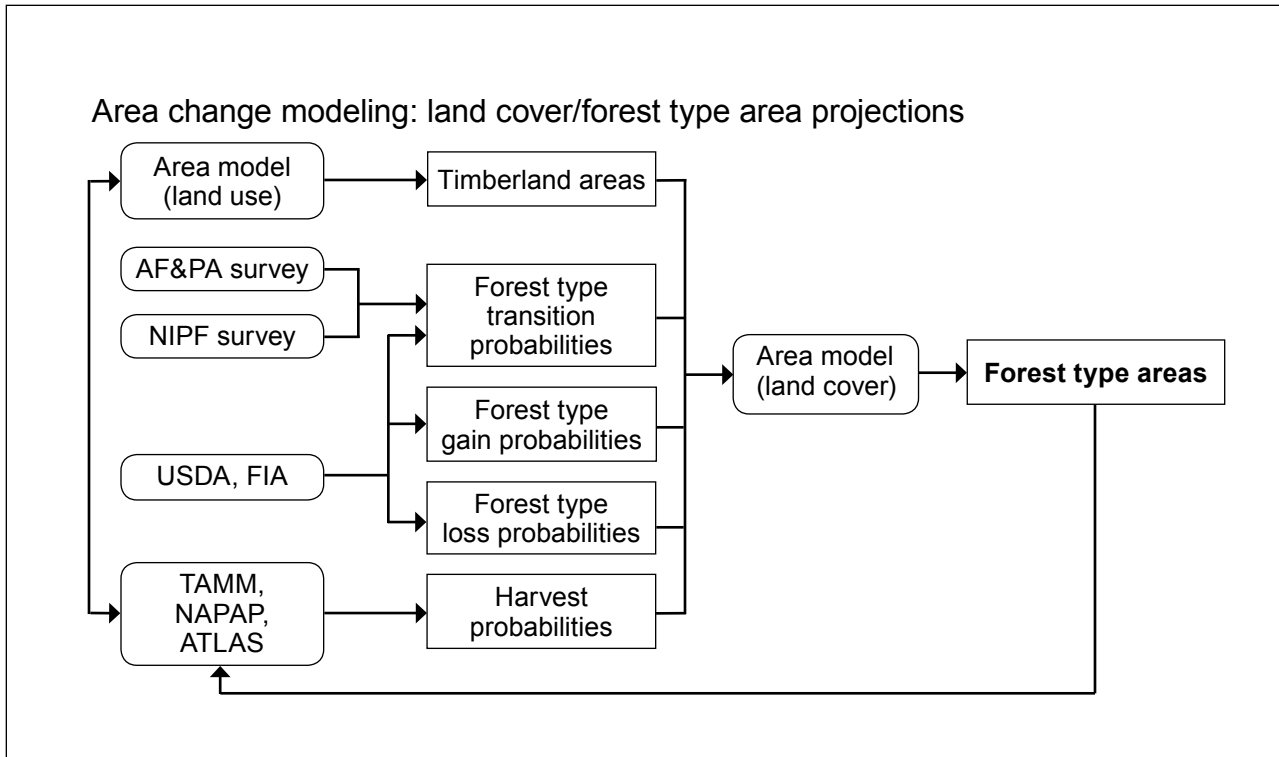 Area change modeling: land cover/forest type area projections
Area model
(land use)
Timberland areas
AF&PA survey
NIPF survey
Forest type
transition
probabilities
Area model
(land cover)
Forest type areas
Forest type
gain probabilities
USDA, FIA
Forest type
loss probabilities
TAMM,
NAPAP,
ATLAS
Harvest
probabilities